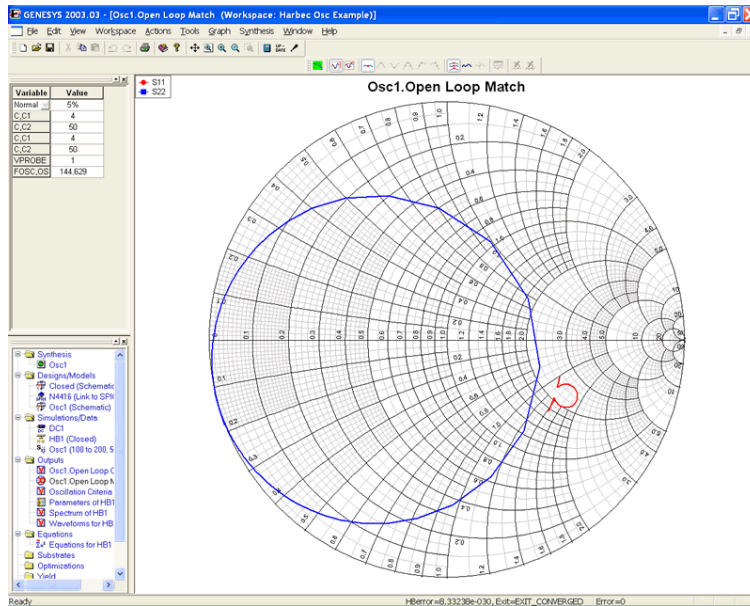 GENESYS 2003.03 - [Osc1.Open Loop Match (Workspace: Harbec Osc Example)]
File Edit View Workspace Actions Tools Graph Synthesis Window Help
S11
S22
Osc1.Open Loop Match
Variable Value
Normal 5%
C,C1 4
C,C2 50
C,C1 4
C,C2 50
VPROBE 1
FOSC,OS 144.629
Synthesis
Osc1
Designs/Models
Closed (Schematic
N4416 (Link to SPI
Osc1 (Schematic)
Simulations/Data
DC1
HB1 (Closed)
Osc1 (100 to 200, 5
Outputs
Osc1.Open Loop C
Osc1.Open Loop M
Oscillation Criteria
Parameters of HB1
Spectrum of HB1
Waveforms for HB
Equations
Equations for HB1
Substrates
Optimizations
Yield
Ready
HBerror=8.33238e-030, Exit=EXIT_CONVERGED Error=0